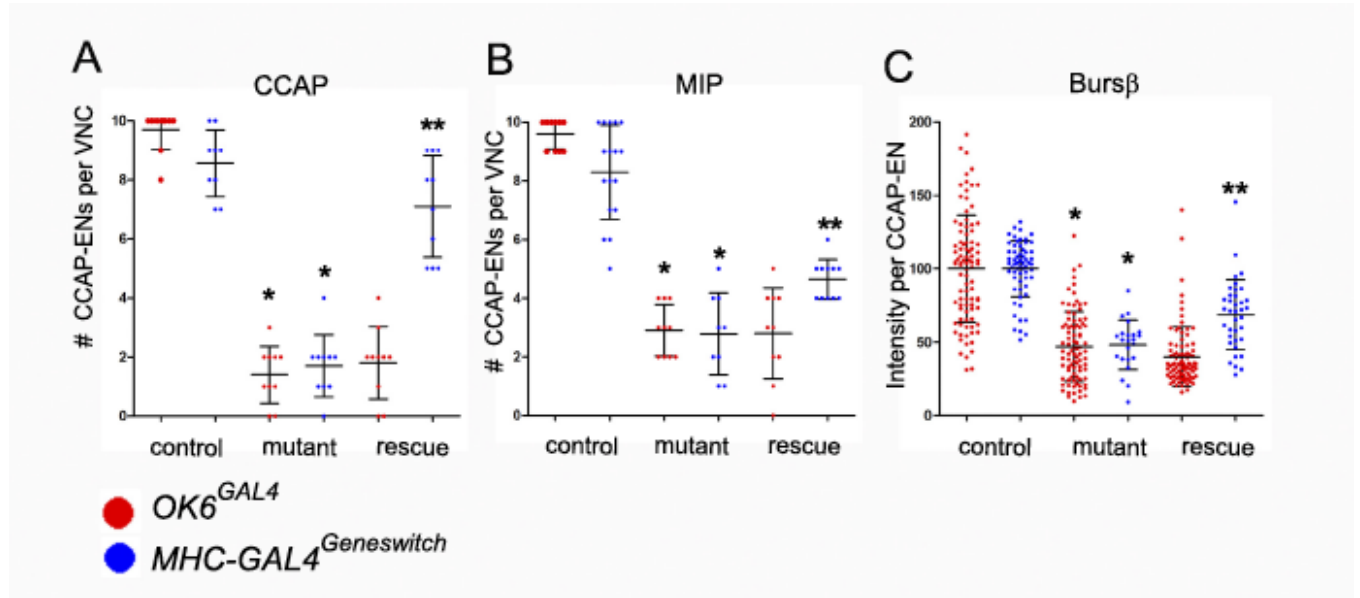 A
CCAP
# CCAP-ENs per VNC
10
8
6
4
2
0
*
*
**
control
mutant
rescue
B
MIP
# CCAP-ENs per VNC
10
8
6
4
2
0
*
*
**
control
mutant
rescue
C
Bursβ
Intensity per CCAP-EN
200
150
100
50
0
*
*
**
control
mutant
rescue
OK6GAL4
MHC-GAL4Geneswitch